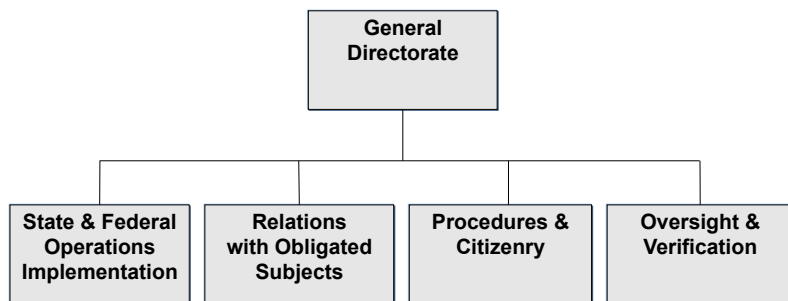 General
Directorate
State & Federal
Operations
Implementation
Relations
with Obligated
Subjects
Procedures &
Citizenry
Oversight &
Verification